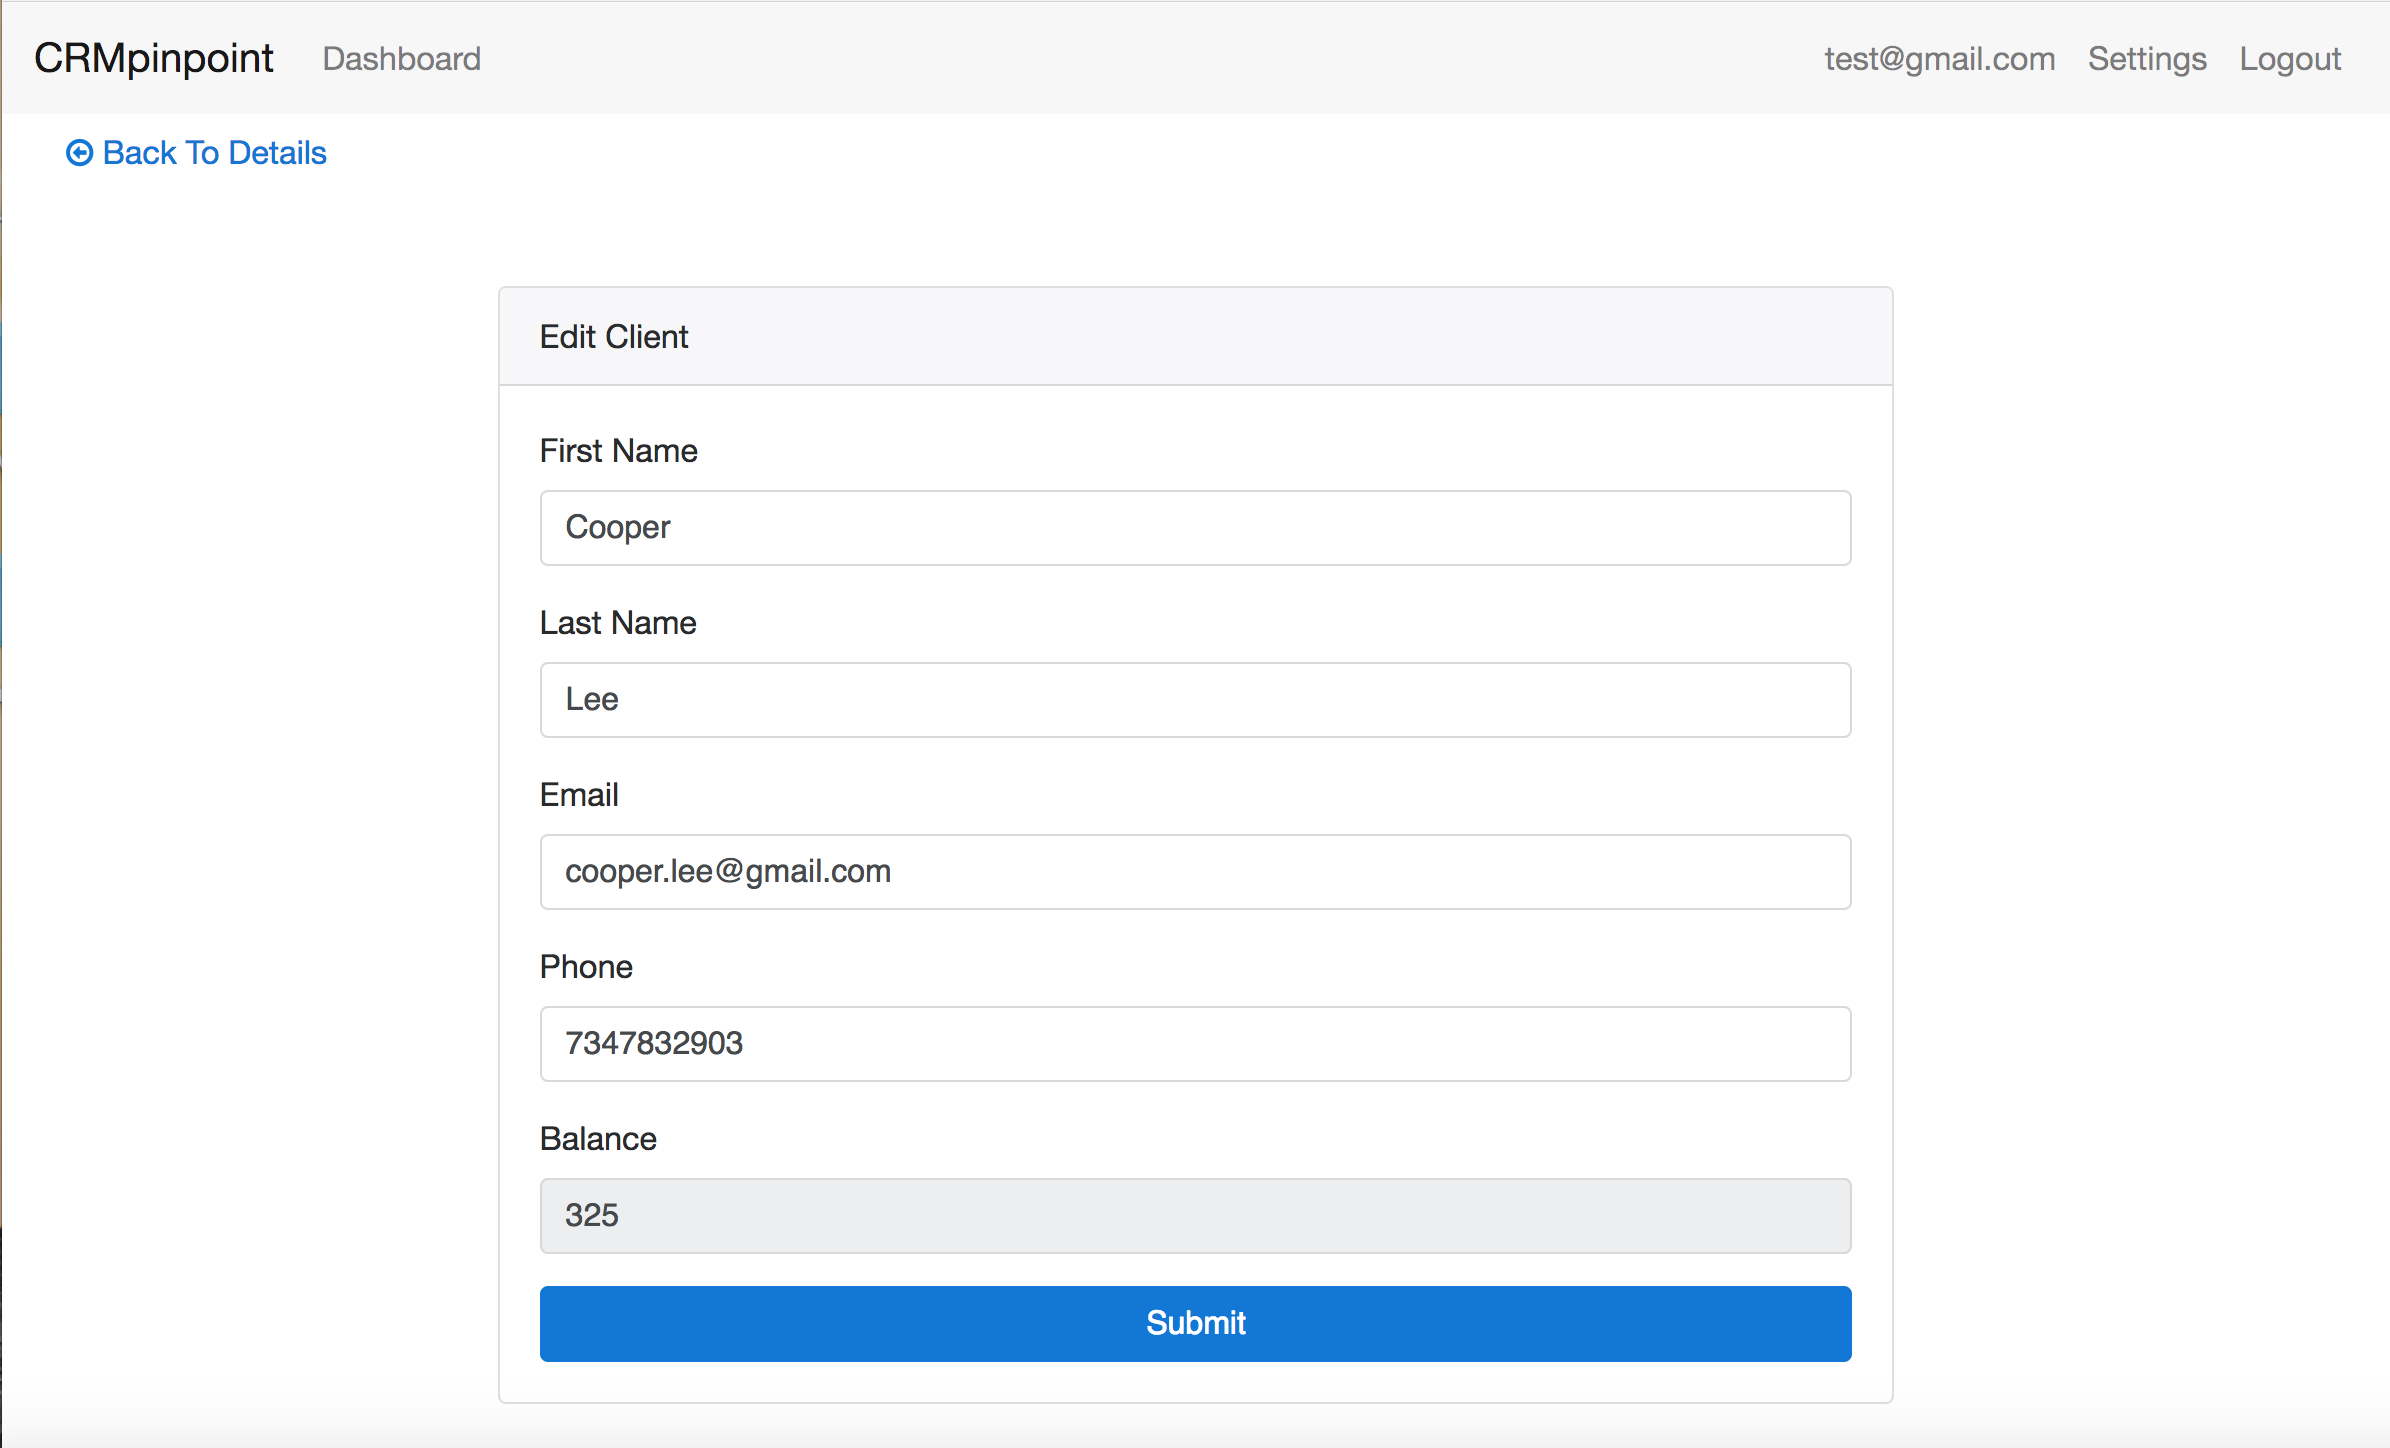 CRMpinpoint Dashboard test@gmail.com Settings Logout
Back To Details
Edit Client
First Name
Cooper
Last Name
Lee
Email
cooper.lee@gmail.com
Phone
7347832903
Balance
325
Submit